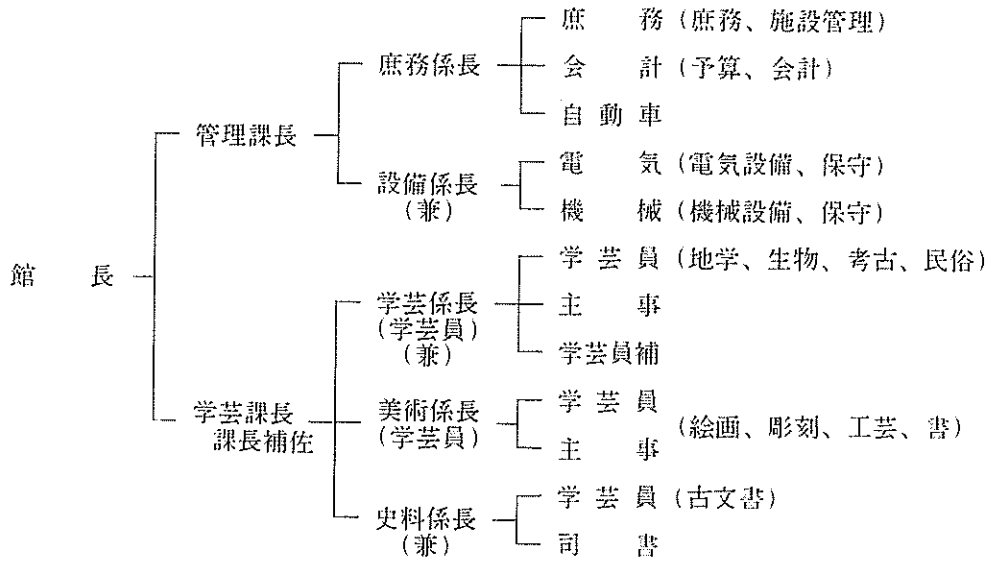 庶務(庶務、施設管理)
庶務係長
会計(予算、会計)
自動車
管理課長
電気(電気設備、保守)
設備係長
(兼)
機械(機械設備、保守)
館長
学芸員(地学、生物、考古、民俗)
学芸係長
(学芸員)
(兼)
主事
学芸員補
学芸課長
課長補佐
美術係長
(学芸員)
学芸員
主事
(絵画、彫刻、工芸、書)
学芸員(古文書)
史料係長
(兼)
司書